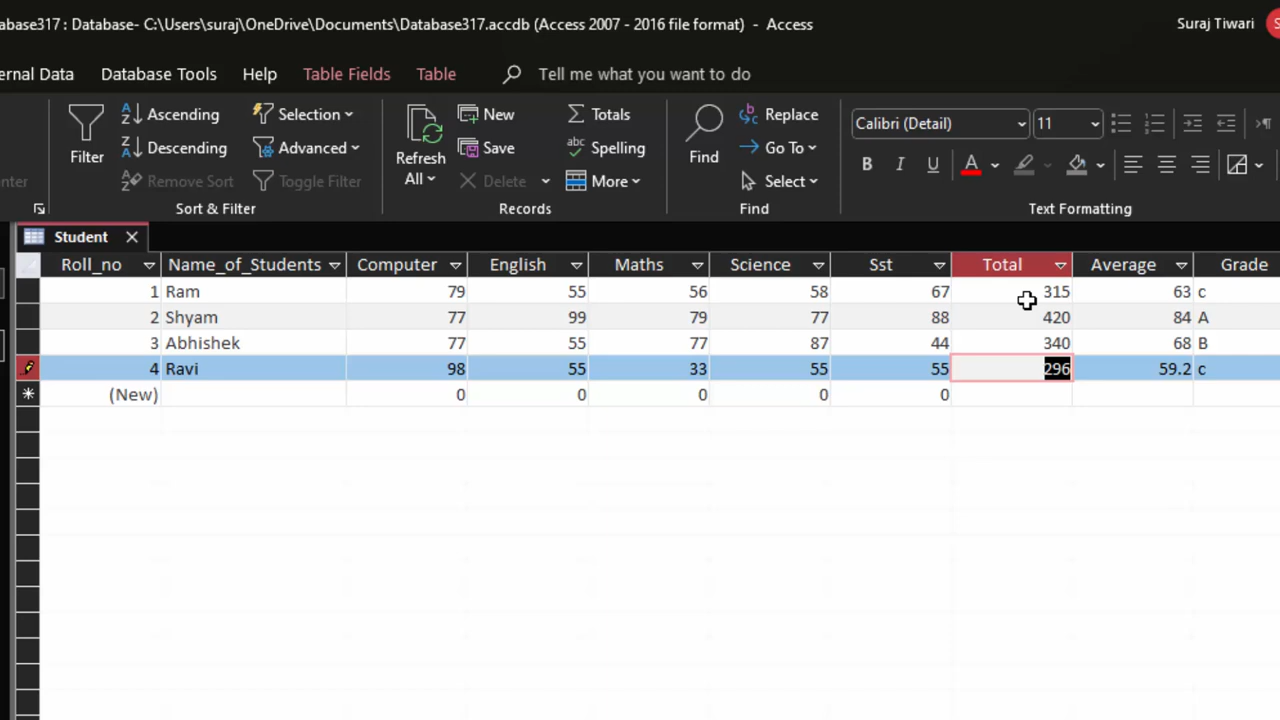 abase317 : Database- C:\Users\suraj\OneDrive\Documents\Database317.accdb (Access 2007 - 2016 file format) - Access Suraj Tiwari S
ernal Data Database Tools Help Table Fields Table Tell me what you want to do
Filter Ascending Selection Refresh All New Totals Find Replace Calibri (Detail) 11
Descending Advanced Save Spelling Go To B I U A
nter Remove Sort Toggle Filter Delete More Select
Sort & Filter Records Find Text Formatting
Student
Roll_no Name_of_Students Computer English Maths Science Sst Total Average Grade
1 Ram 79 55 56 58 67 315 63 c
2 Shyam 77 99 79 77 88 420 84 A
3 Abhishek 77 55 77 87 44 340 68 B
4 Ravi 98 55 33 55 55 296 59.2 c
(New) 0 0 0 0 0